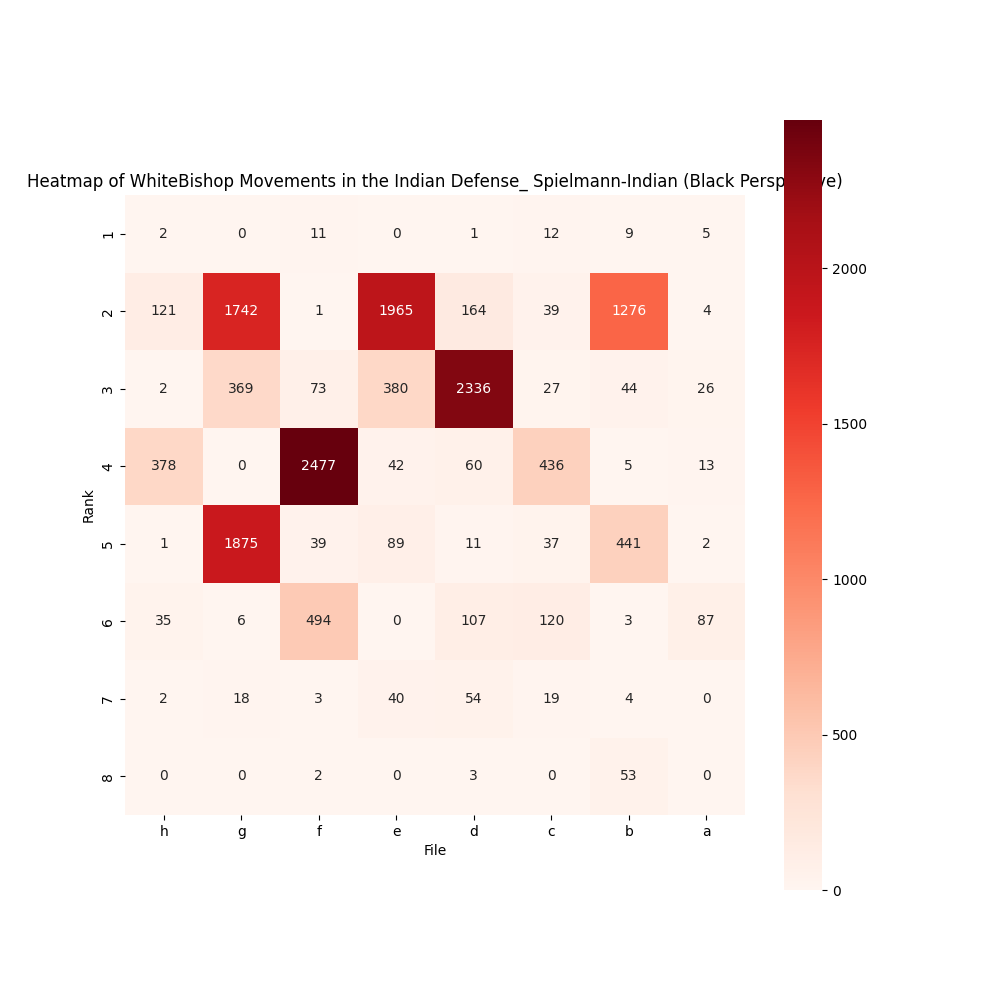 Heatmap of WhiteBishop Movements in the Indian Defense_ Spielmann-Indian (Black Perspective)
1 2 0 11 0 1 12 9 5
2 121 1742 1 1965 164 39 1276 4
3 2 369 73 380 2336 27 44 26
4 378 0 2477 42 60 436 5 13
5 1 1875 39 89 11 37 441 2
6 35 6 494 0 107 120 3 87
7 2 18 3 40 54 19 4 0
8 0 0 2 0 3 0 53 0
h g f e d c b a
File
Rank
2000
1500
1000
500
0